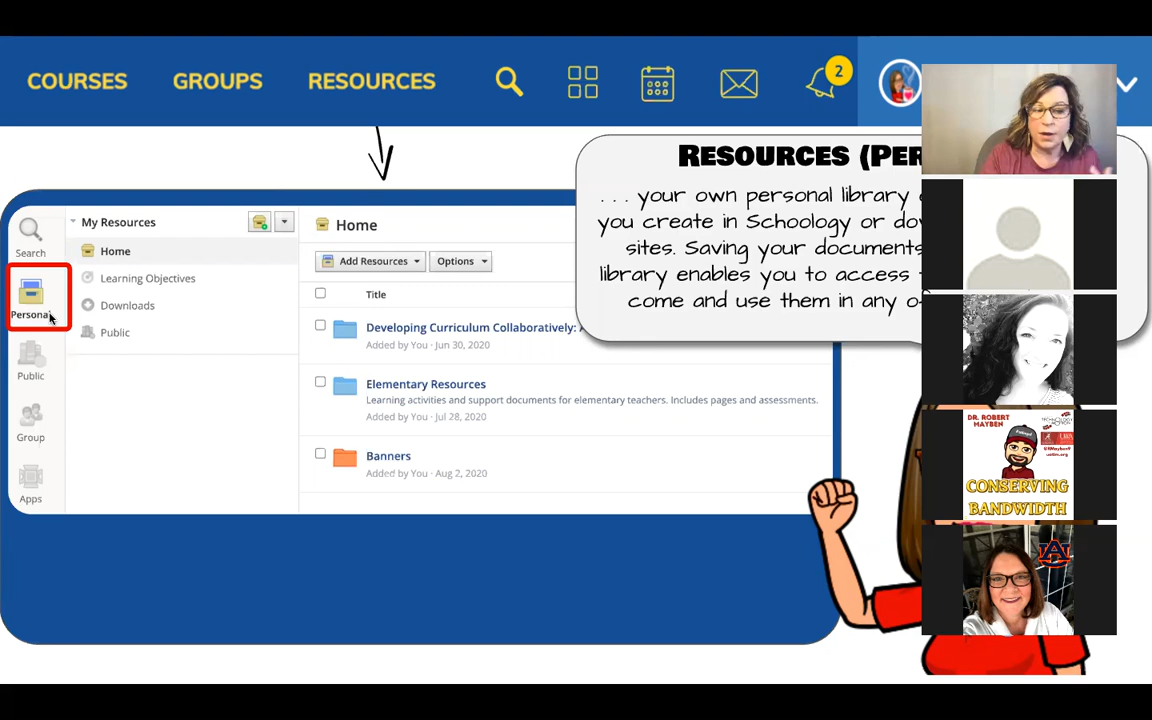 COURSES GROUPS RESOURCES 2
RESOURCES (PER
. . . your own personal library
you create in Schoology or dov
sites. Saving your documents
library enables you to access
come and use them in any o
Search
Personal
Public
Group
Apps
My Resources
Home
Learning Objectives
Downloads
Public
Home
Add Resources Options
Title
Developing Curriculum Collaboratively: A
Added by You · Jun 30, 2020
Elementary Resources
Learning activities and support documents for elementary teachers. Includes pages and assessments.
Added by You · Jul 28, 2020
Banners
Added by You · Aug 2, 2020
DR. ROBERT
MAYBEN
CONSERVING
BANDWIDTH